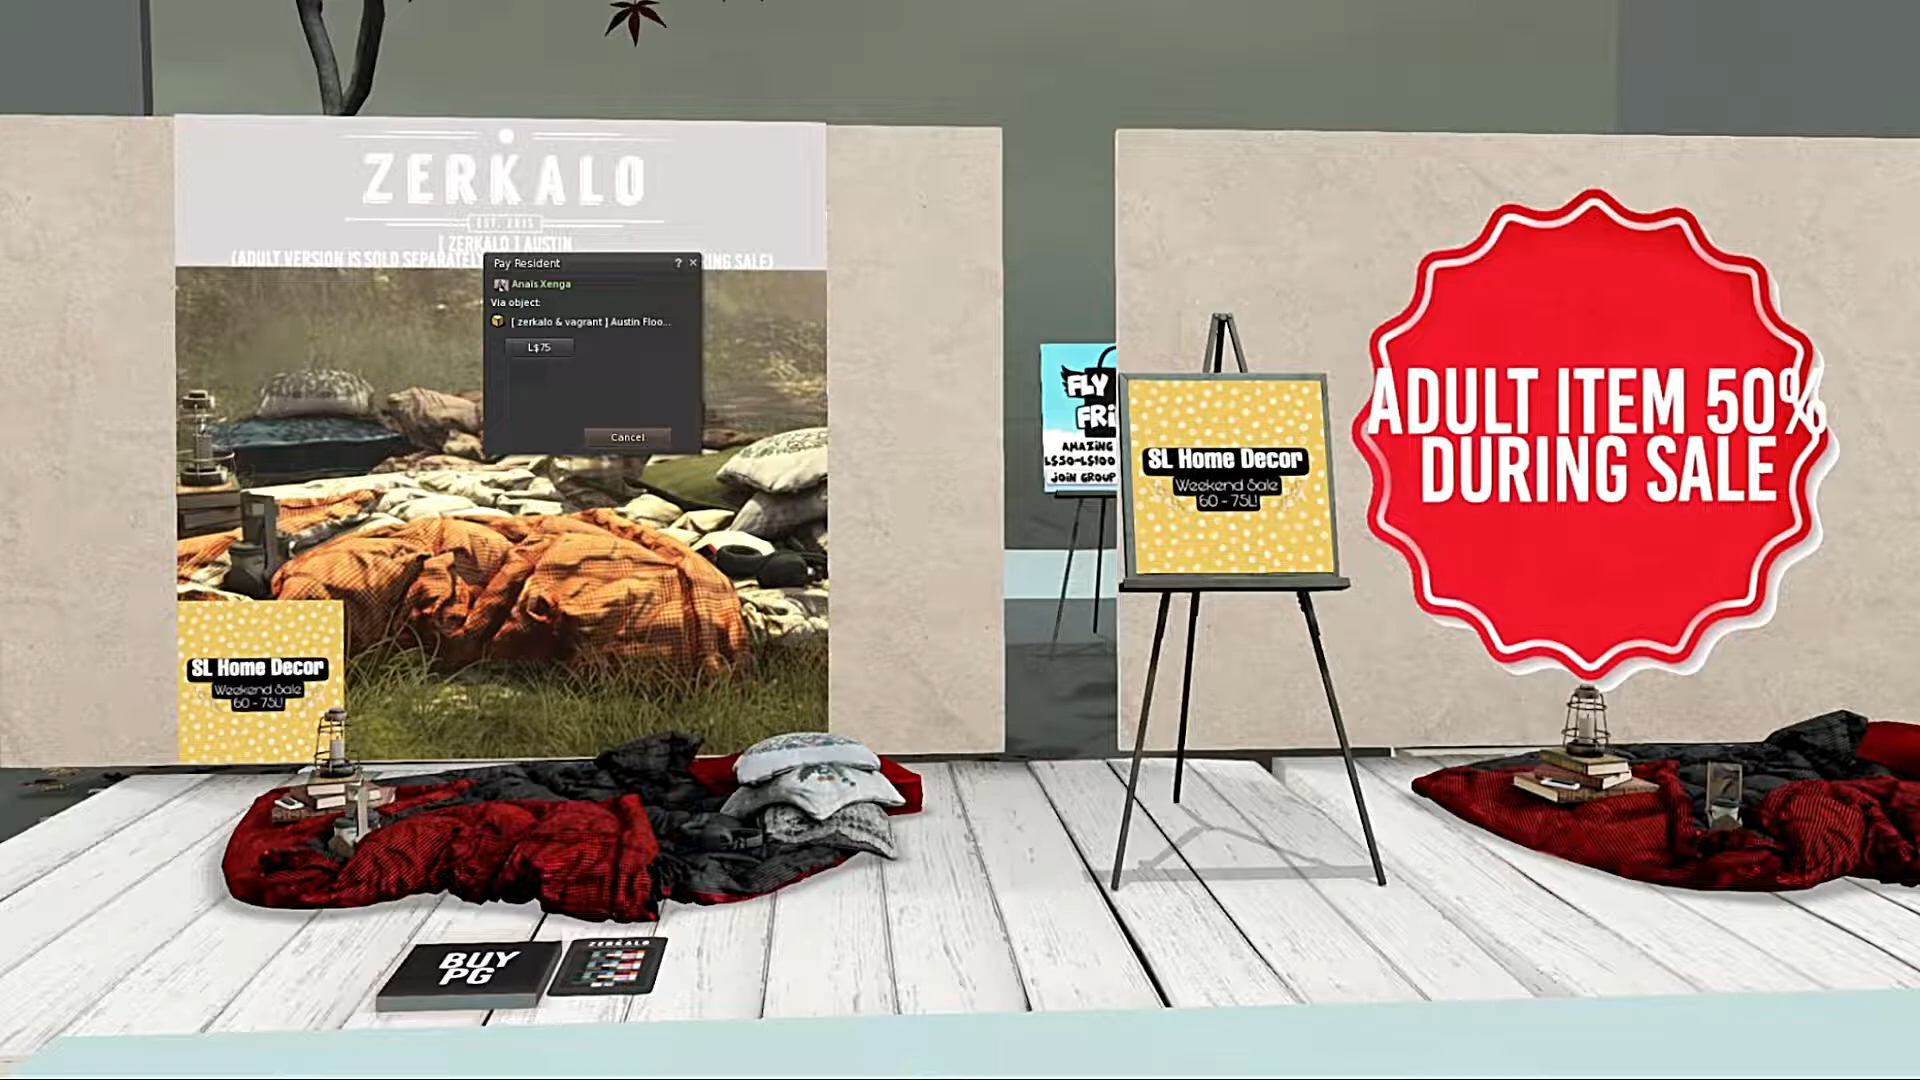 ZERKALO
EST. 2015
[ ZERKALO ] AUSTIN
(ADULT VERSION IS SOLD SEPARATELY
ING SALE)
Pay Resident
? ×
Anais Xenga
Via object:
[ zerkalo & vagrant ] Austin Floo...
L$75
Cancel
SL Home Decor
Weekend Sale
60 - 75L!
BUY
PG
ZERKALO
FLY
FRI
AMAZING
L$50-L$100
JOIN GROUP
SL Home Decor
Weekend Sale
60 - 75L!
ADULT ITEM 50%
DURING SALE